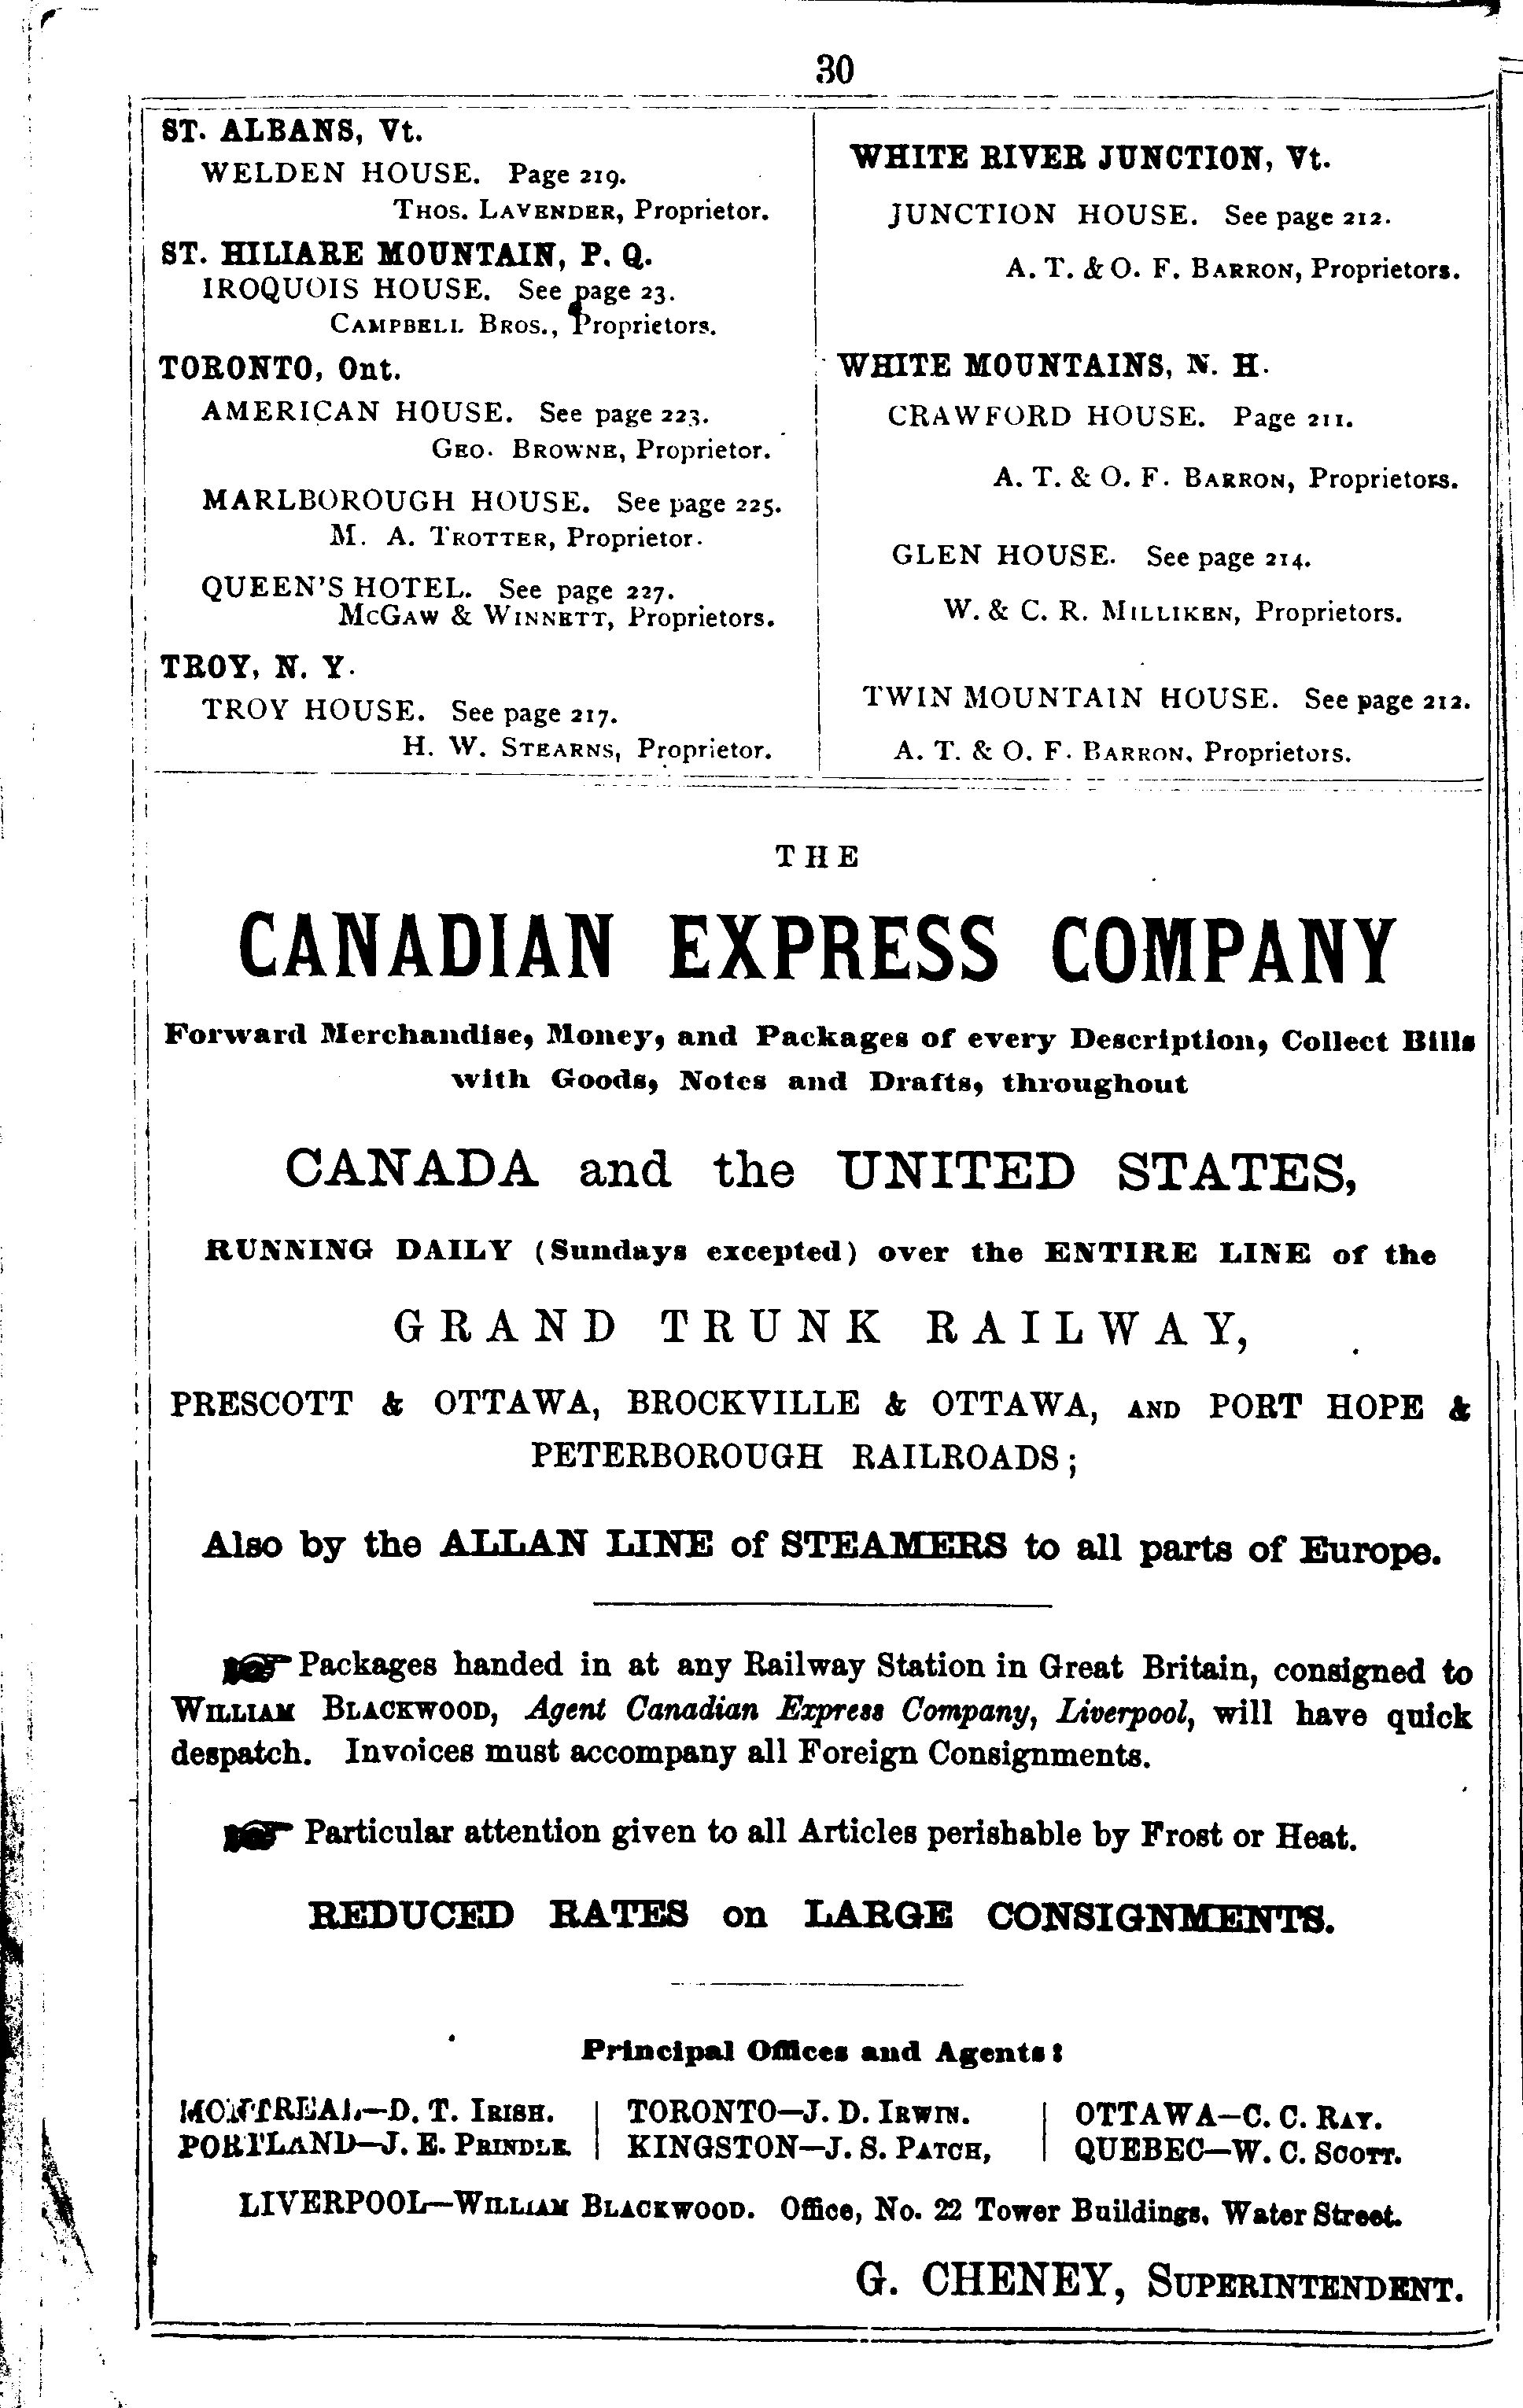 30
ST. ALBANS, Vt.
WELDEN HOUSE. Page 219.
THOS. LAVENDER, Proprietor.
ST. HILIARE MOUNTAIN, P. Q.
IROQUOIS HOUSE. See page 23.
CAMPBELL BROS., Proprietors.
TORONTO, Ont.
AMERICAN HOUSE. See page 223.
GEO. BROWNE, Proprietor.
MARLBOROUGH HOUSE. See page 225.
M. A. TROTTER, Proprietor.
QUEEN'S HOTEL. See page 227.
MCGAW & WINNETT, Proprietors.
TROY, N. Y.
TROY HOUSE. See page 217.
H. W. STEARNS, Proprietor.
WHITE RIVER JUNCTION, Vt.
JUNCTION HOUSE. See page 212.
A. T. & O. F. BARRON, Proprietors.
WHITE MOUNTAINS, N. H.
CRAWFORD HOUSE. Page 211.
A. T. & O. F. BARRON, Proprietors.
GLEN HOUSE. See page 214.
W. & C. R. MILLIKEN, Proprietors.
TWIN MOUNTAIN HOUSE. See page 212.
A. T. & O. F. BARRON, Proprietors.
THE
CANADIAN EXPRESS COMPANY
Forward Merchandise, Money, and Packages of every Description, Collect Bills
with Goods, Notes and Drafts, throughout
CANADA and the UNITED STATES,
RUNNING DAILY (Sundays excepted) over the ENTIRE LINE of the
GRAND TRUNK RAILWAY,
PRESCOTT & OTTAWA, BROCKVILLE & OTTAWA, AND PORT HOPE &
PETERBOROUGH RAILROADS;
Also by the ALLAN LINE of STEAMERS to all parts of Europe.
☞ Packages handed in at any Railway Station in Great Britain, consigned to
WILLIAM BLACKWOOD, Agent Canadian Express Company, Liverpool, will have quick
despatch. Invoices must accompany all Foreign Consignments.
☞ Particular attention given to all Articles perishable by Frost or Heat.
REDUCED RATES on LARGE CONSIGNMENTS.
Principal Offices and Agents:
MONTREAL—D. T. IRISH. | TORONTO—J. D. IRWIN. | OTTAWA—C. C. RAY.
PORTLAND—J. E. PRINDLE. | KINGSTON—J. S. PATCH, | QUEBEC—W. C. SCOTT.
LIVERPOOL—WILLIAM BLACKWOOD. Office, No. 22 Tower Buildings, Water Street.
G. CHENEY, SUPERINTENDENT.